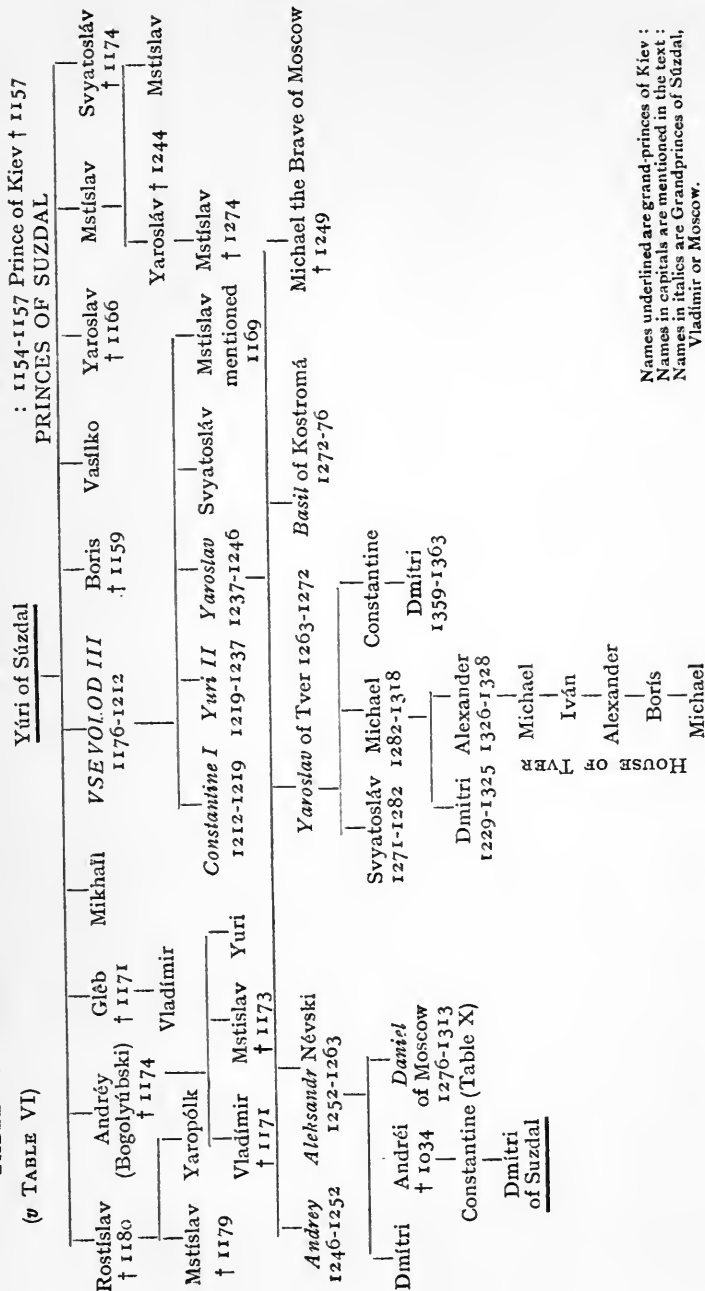 (v TABLE VI)
: 1154-1157 Prince of Kiev † 1157
PRINCES OF SUZDAL
Yúri of Súzdal
Rostíslav
† 1180
Andréy
(Bogolyúbski)
† 1174
Glêb
† 1171
Mikhaïl
VSEVOLOD III
1176-1212
Boris
† 1159
Vasílko
Yaroslav
† 1166
Mstíslav
Svyatosláv
† 1174
Mstíslav
† 1179
Yaropólk
Vladímir
Yarosláv † 1244
Mstíslav
Vladímir
† 1171
Mstislav
† 1173
Yuri
Constantine I
1212-1219
Yuri II
1219-1237
Yaroslav
1237-1246
Svyatosláv
Mstíslav
mentioned
1169
Mstíslav
† 1274
Andrey
1246-1252
Aleksandr Névski
1252-1263
Yaroslav of Tver 1263-1272
Basil of Kostromá
1272-76
Michael the Brave of Moscow
† 1249
Dmítri
Andréi
† 1034
Daniel
of Moscow
1276-1313
Svyatosláv
1271-1282
Michael
1282-1318
Constantine
Constantine (Table X)
Dmítri
of Suzdal
Dmitri
1229-1325
Alexander
1326-1328
Dmítri
1359-1363
Michael
Iván
Alexander
Borís
Michael
HOUSE OF TVER
Names underlined are grand-princes of Kiev :
Names in capitals are mentioned in the text :
Names in italics are Grandprinces of Súzdal,
Vladímir or Moscow.